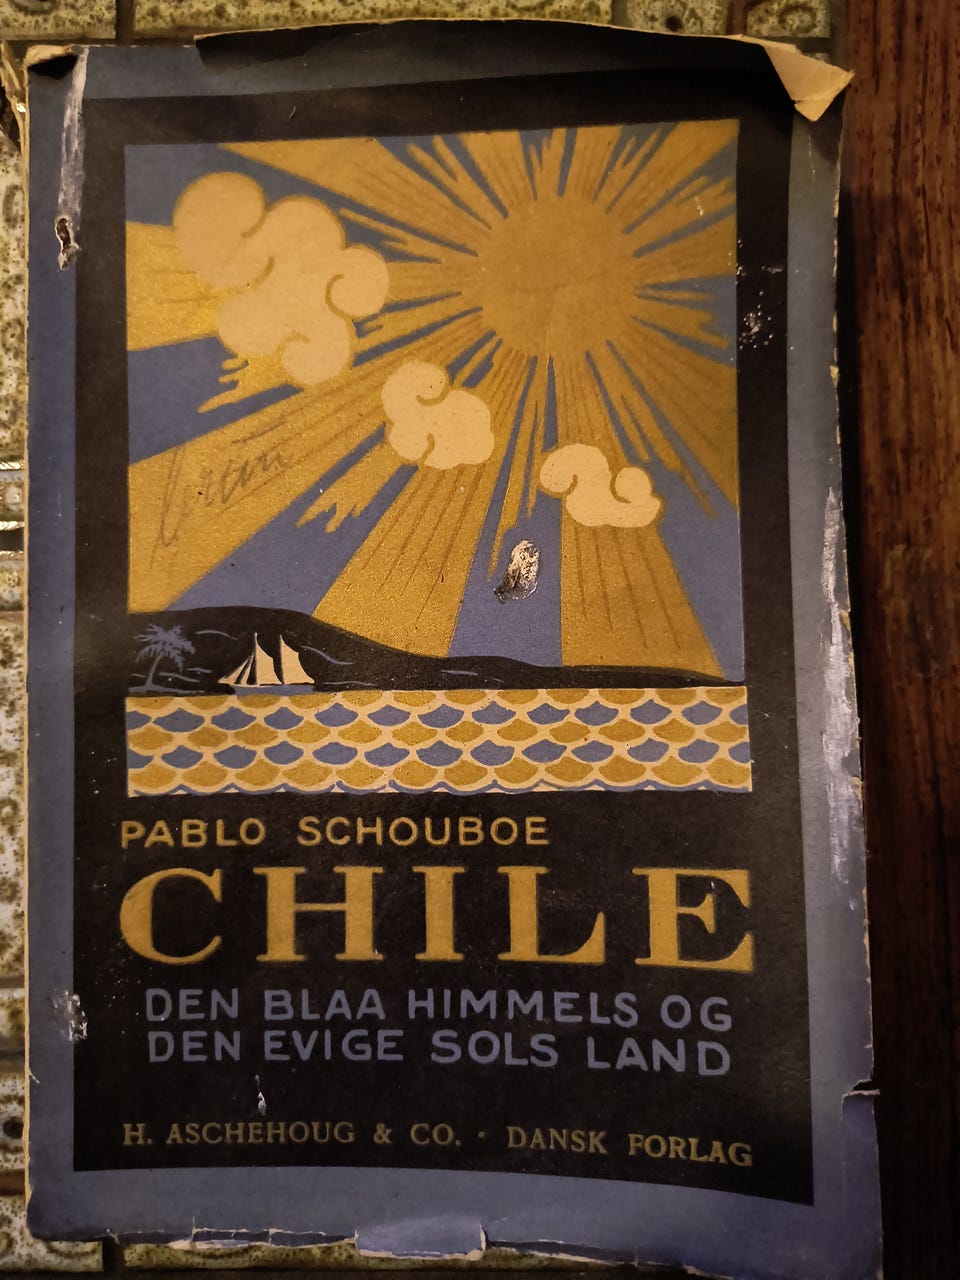 PABLO SCHOUBOE
CHILE
DEN BLAA HIMMELS OG
DEN EVIGE SOLS LAND
H. ASCHEHOUG & CO. · DANSK FORLAG